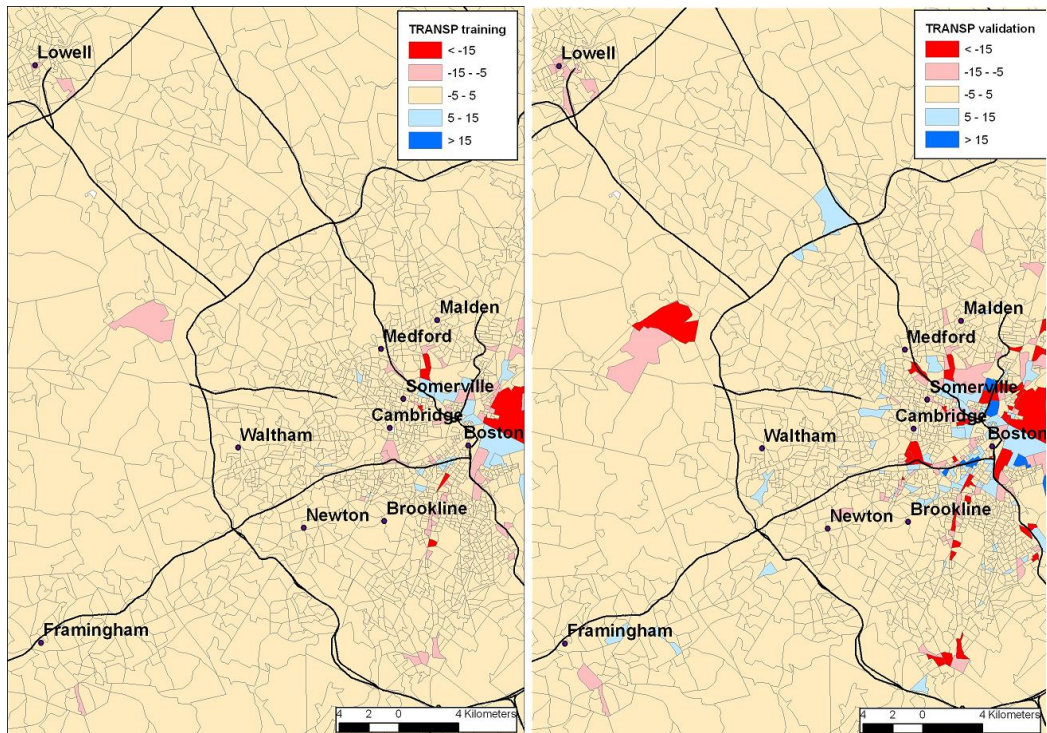 TRANSP training
< -15
-15 - -5
-5 - 5
5 - 15
> 15
Lowell
Malden
Medford
Somerville
Cambridge
Boston
Waltham
Newton
Brookline
Framingham
4 2 0 4 Kilometers
TRANSP validation
< -15
-15 - -5
-5 - 5
5 - 15
> 15
Lowell
Malden
Medford
Somerville
Cambridge
Boston
Waltham
Newton
Brookline
Framingham
4 2 0 4 Kilometers